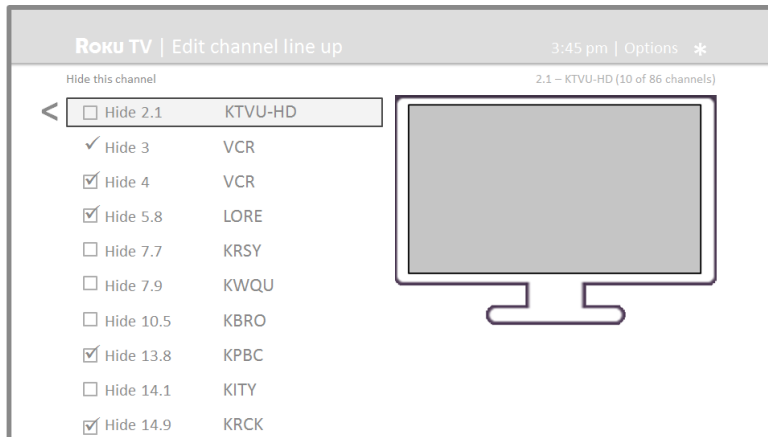 Roku TV | Edit channel line up 3:45 pm | Options *
Hide this channel 2.1 – KTVU-HD (10 of 86 channels)
< Hide 2.1 KTVU-HD
Hide 3 VCR
Hide 4 VCR
Hide 5.8 LORE
Hide 7.7 KRSY
Hide 7.9 KWQU
Hide 10.5 KBRO
Hide 13.8 KPBC
Hide 14.1 KITY
Hide 14.9 KRCK